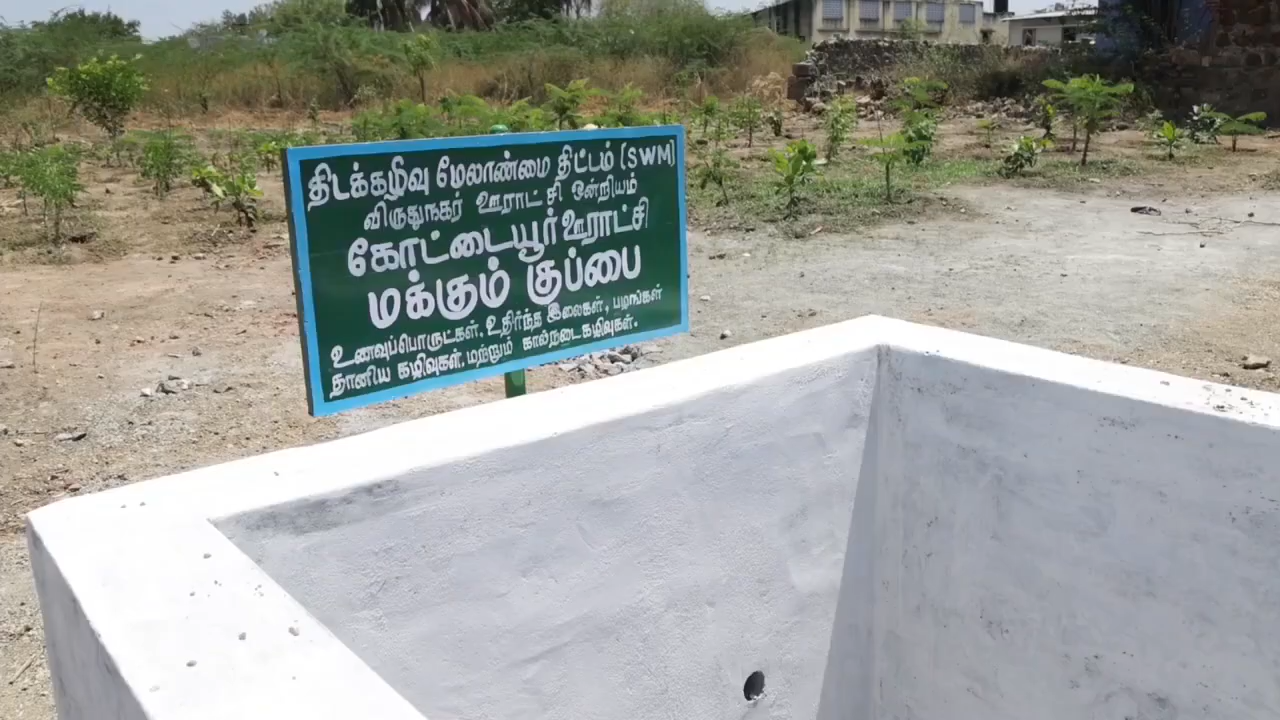 திடக்கழிவு மேலாண்மை திட்டம் (SWM)
விருதுநகர் ஊராட்சி ஒன்றியம்
கோட்டையூர் ஊராட்சி
மக்கும் குப்பை
உணவுப்பொருட்கள், உதிர்ந்த இலைகள், பழங்கள்
தானிய கழிவுகள், மற்றும் கால்நடைகழிவுகள்.